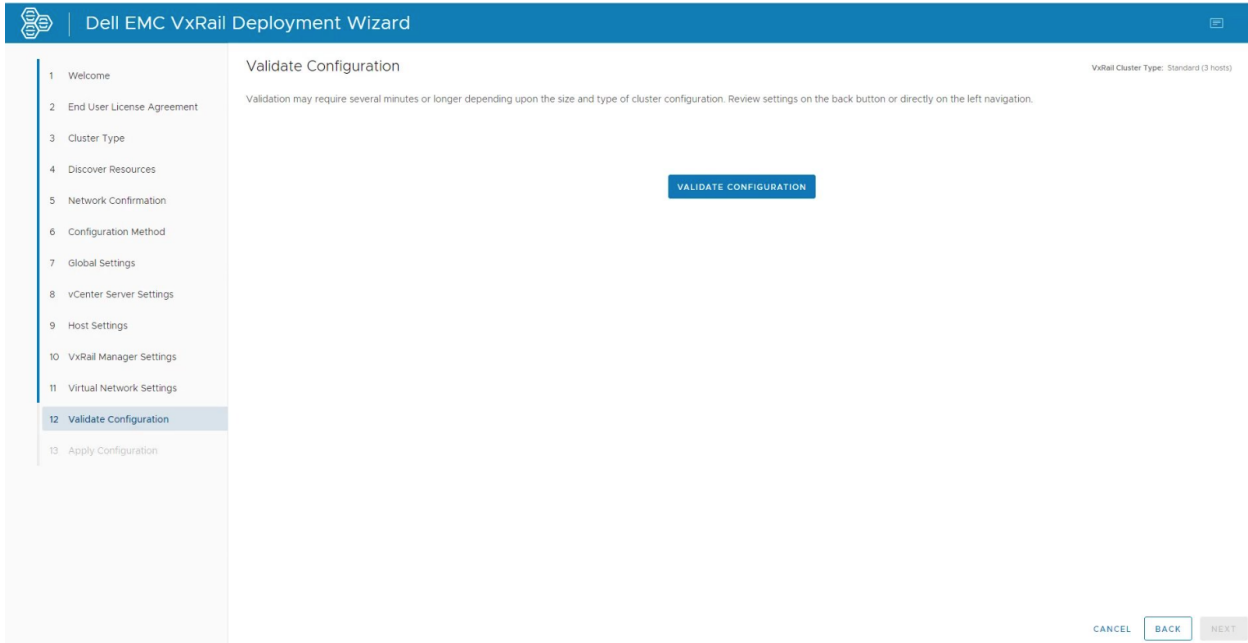 Dell EMC VxRail Deployment Wizard
1 Welcome
2 End User License Agreement
3 Cluster Type
4 Discover Resources
5 Network Confirmation
6 Configuration Method
7 Global Settings
8 vCenter Server Settings
9 Host Settings
10 VxRail Manager Settings
11 Virtual Network Settings
12 Validate Configuration
13 Apply Configuration
Validate Configuration
VxRail Cluster Type: Standard (3 hosts)
Validation may require several minutes or longer depending upon the size and type of cluster configuration. Review settings on the back button or directly on the left navigation.
VALIDATE CONFIGURATION
CANCEL BACK NEXT